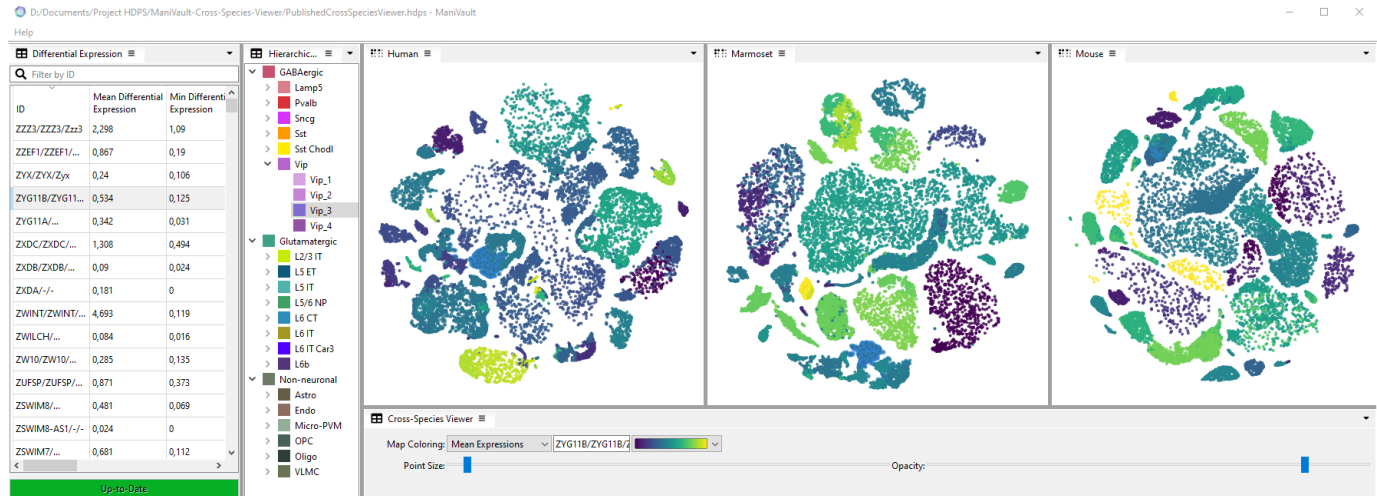 D:/Documents/Project HDPS/ManiVault-Cross-Species-Viewer/PublishedCrossSpeciesViewer.hdps - ManiVault
Help
Differential Expression
Filter by ID
ID Mean Differential Expression Min Differenti Expression
ZZZ3/ZZZ3/Zzz3 2,298 1,09
ZZEF1/ZZEF1/... 0,867 0,19
ZYX/ZYX/Zyx 0,24 0,106
ZYG11B/ZYG11... 0,534 0,125
ZYG11A/... 0,342 0,031
ZXDC/ZXDC/... 1,308 0,494
ZXDB/ZXDB/... 0,09 0,024
ZXDA/-/- 0,181 0
ZWINT/ZWINT/... 4,693 0,119
ZWILCH/... 0,084 0,016
ZW10/ZW10/... 0,285 0,135
ZUFSP/ZUFSP/... 0,871 0,373
ZSWIM8/... 0,481 0,069
ZSWIM8-AS1/-/- 0,024 0
ZSWIM7/... 0,681 0,112
Up-to-Date
Hierarchic...
GABAergic
Lamp5
Pvalb
Sncg
Sst
Sst Chodl
Vip
Vip_1
Vip_2
Vip_3
Vip_4
Glutamatergic
L2/3 IT
L5 ET
L5 IT
L5/6 NP
L6 CT
L6 IT
L6 IT Car3
L6b
Non-neuronal
Astro
Endo
Micro-PVM
OPC
Oligo
VLMC
Human
Marmoset
Mouse
Cross-Species Viewer
Map Coloring: Mean Expressions ZYG11B/ZYG11B/Z
Point Size: Opacity: